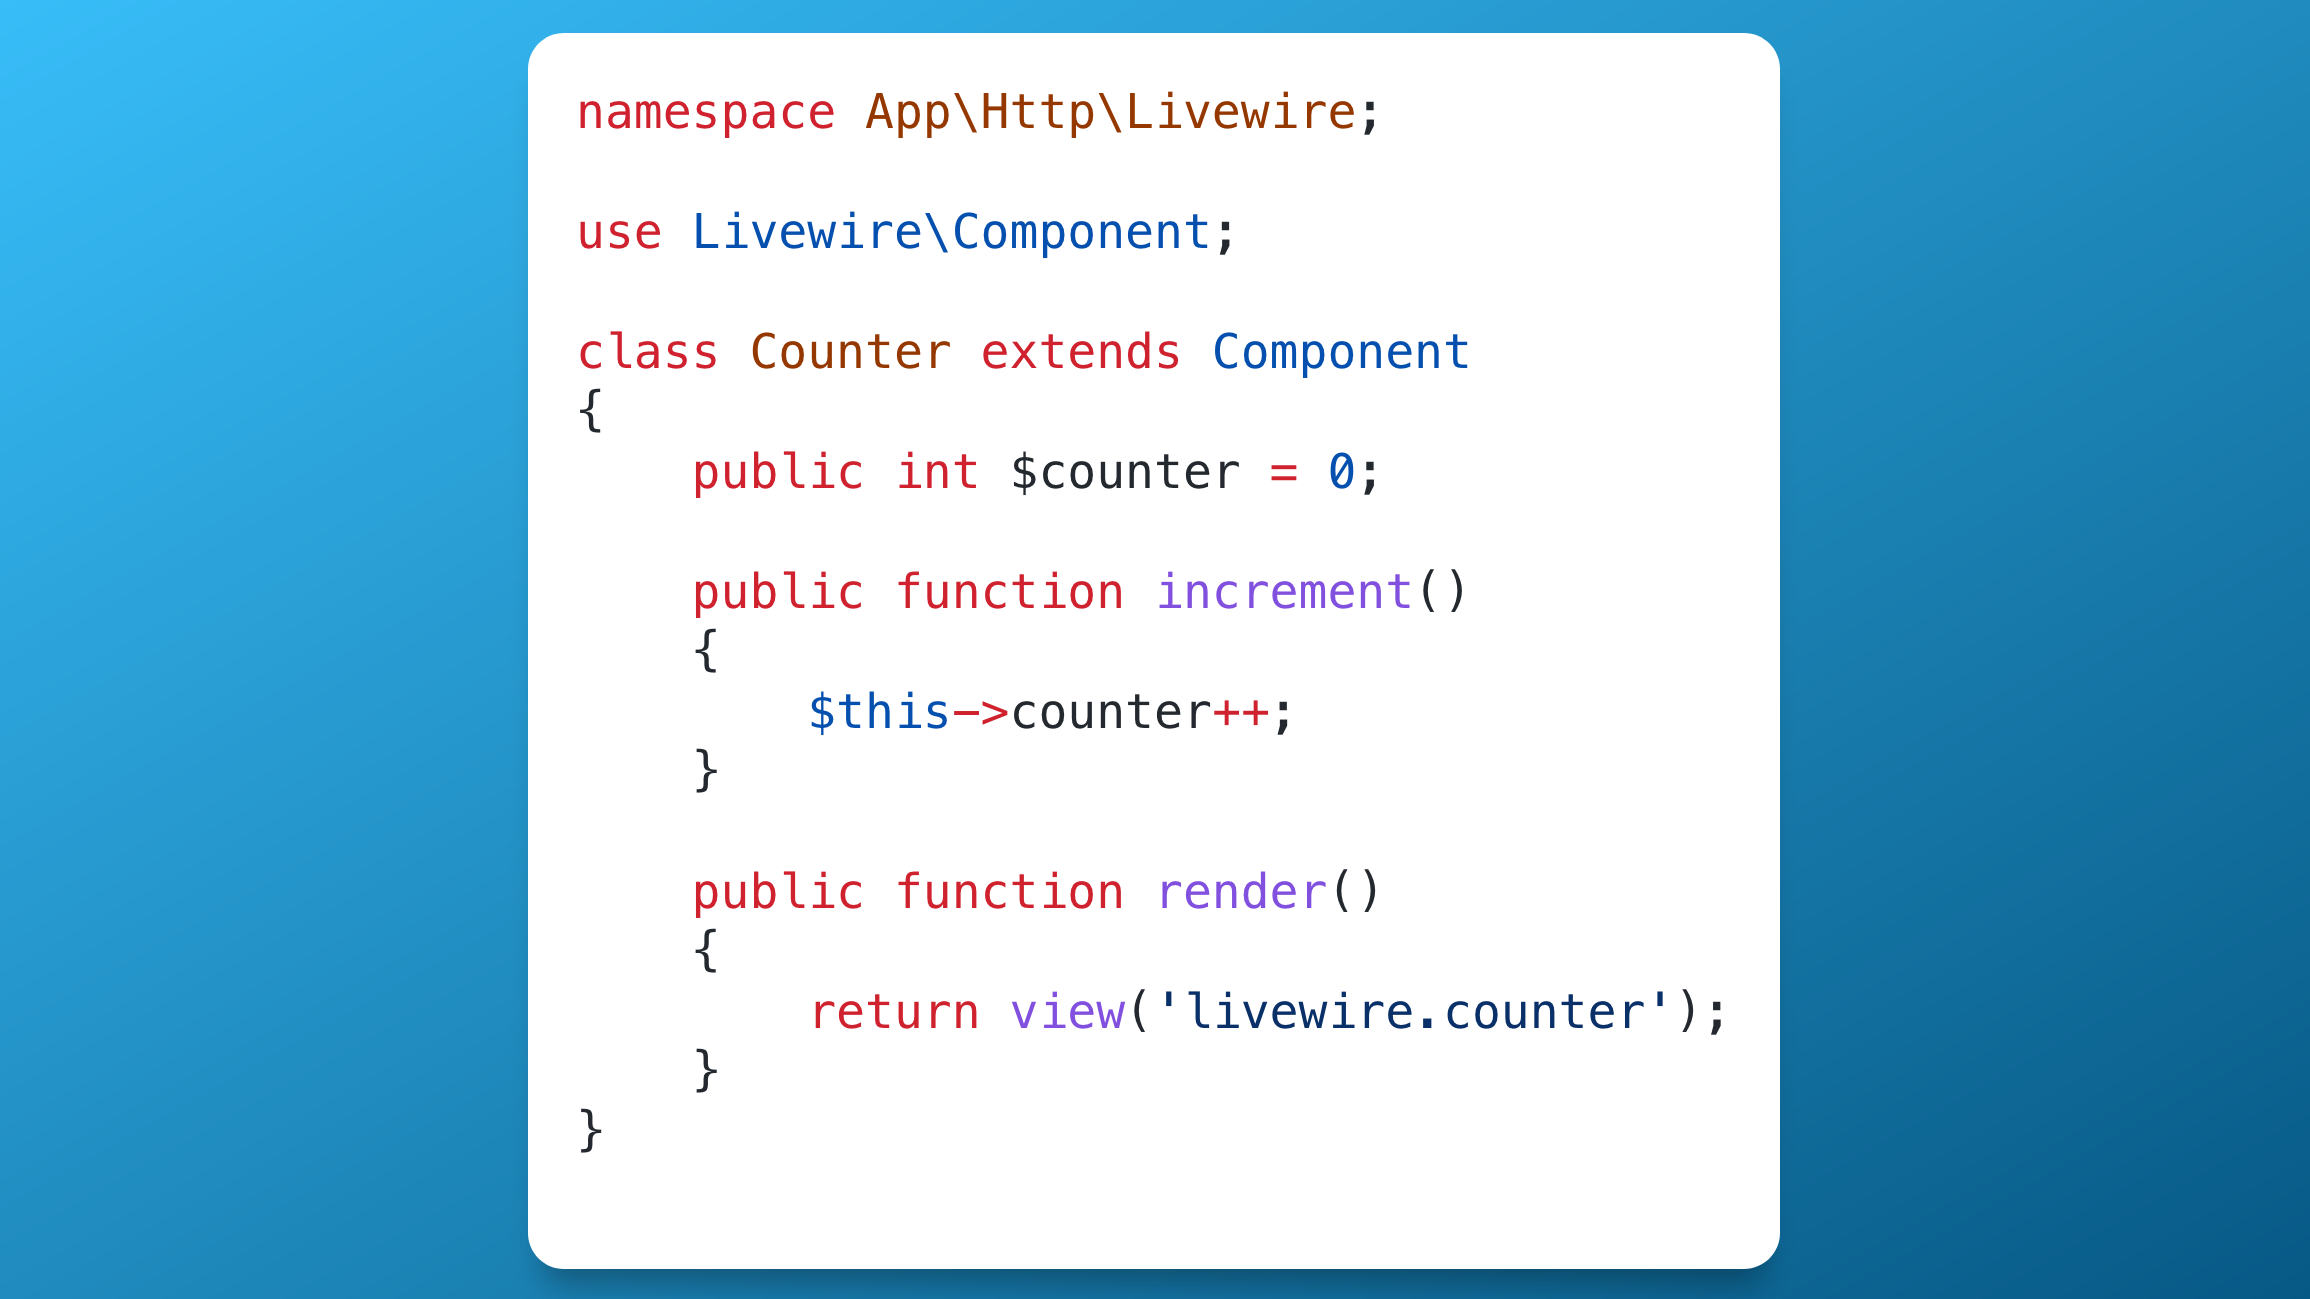 namespace App\Http\Livewire;

use Livewire\Component;

class Counter extends Component
{
    public int $counter = 0;

    public function increment()
    {
        $this->counter++;
    }

    public function render()
    {
        return view('livewire.counter');
    }
}